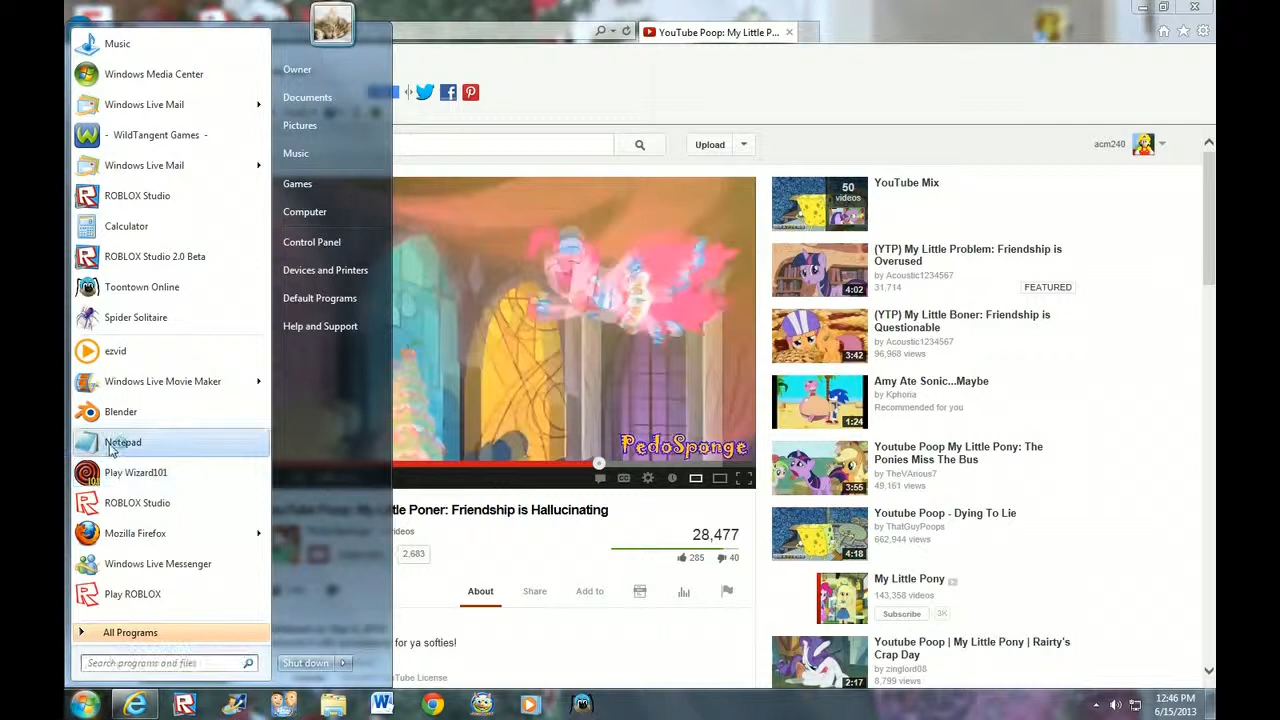 YouTube Poop: My Little P...
Music
Windows Media Center
Windows Live Mail
- WildTangent Games -
Windows Live Mail
ROBLOX Studio
Calculator
ROBLOX Studio 2.0 Beta
Toontown Online
Spider Solitaire
ezvid
Windows Live Movie Maker
Blender
Notepad
Play Wizard101
ROBLOX Studio
Mozilla Firefox
Windows Live Messenger
Play ROBLOX
All Programs
Search programs and files
Owner
Documents
Pictures
Music
Games
Computer
Control Panel
Devices and Printers
Default Programs
Help and Support
Shut down
Upload
acm240
PedoSponge
tle Poner: Friendship is Hallucinating
ideos
2,683
28,477
285
40
About
Share
Add to
for ya softies!
uTube License
50
videos
YouTube Mix
(YTP) My Little Problem: Friendship is
Overused
by Acoustic1234567
31,714
FEATURED
4:02
(YTP) My Little Boner: Friendship is
Questionable
by Acoustic1234567
96,968 views
3:42
Amy Ate Sonic...Maybe
by Kphoria
Recommended for you
1:24
Youtube Poop My Little Pony: The
Ponies Miss The Bus
by TheVArious7
49,161 views
3:55
Youtube Poop - Dying To Lie
by ThatGuyPoops
662,944 views
4:18
My Little Pony
143,358 videos
Subscribe
3K
Youtube Poop | My Little Pony | Rairty's
Crap Day
by zinglord08
8,799 views
2:17
12:46 PM
6/15/2013